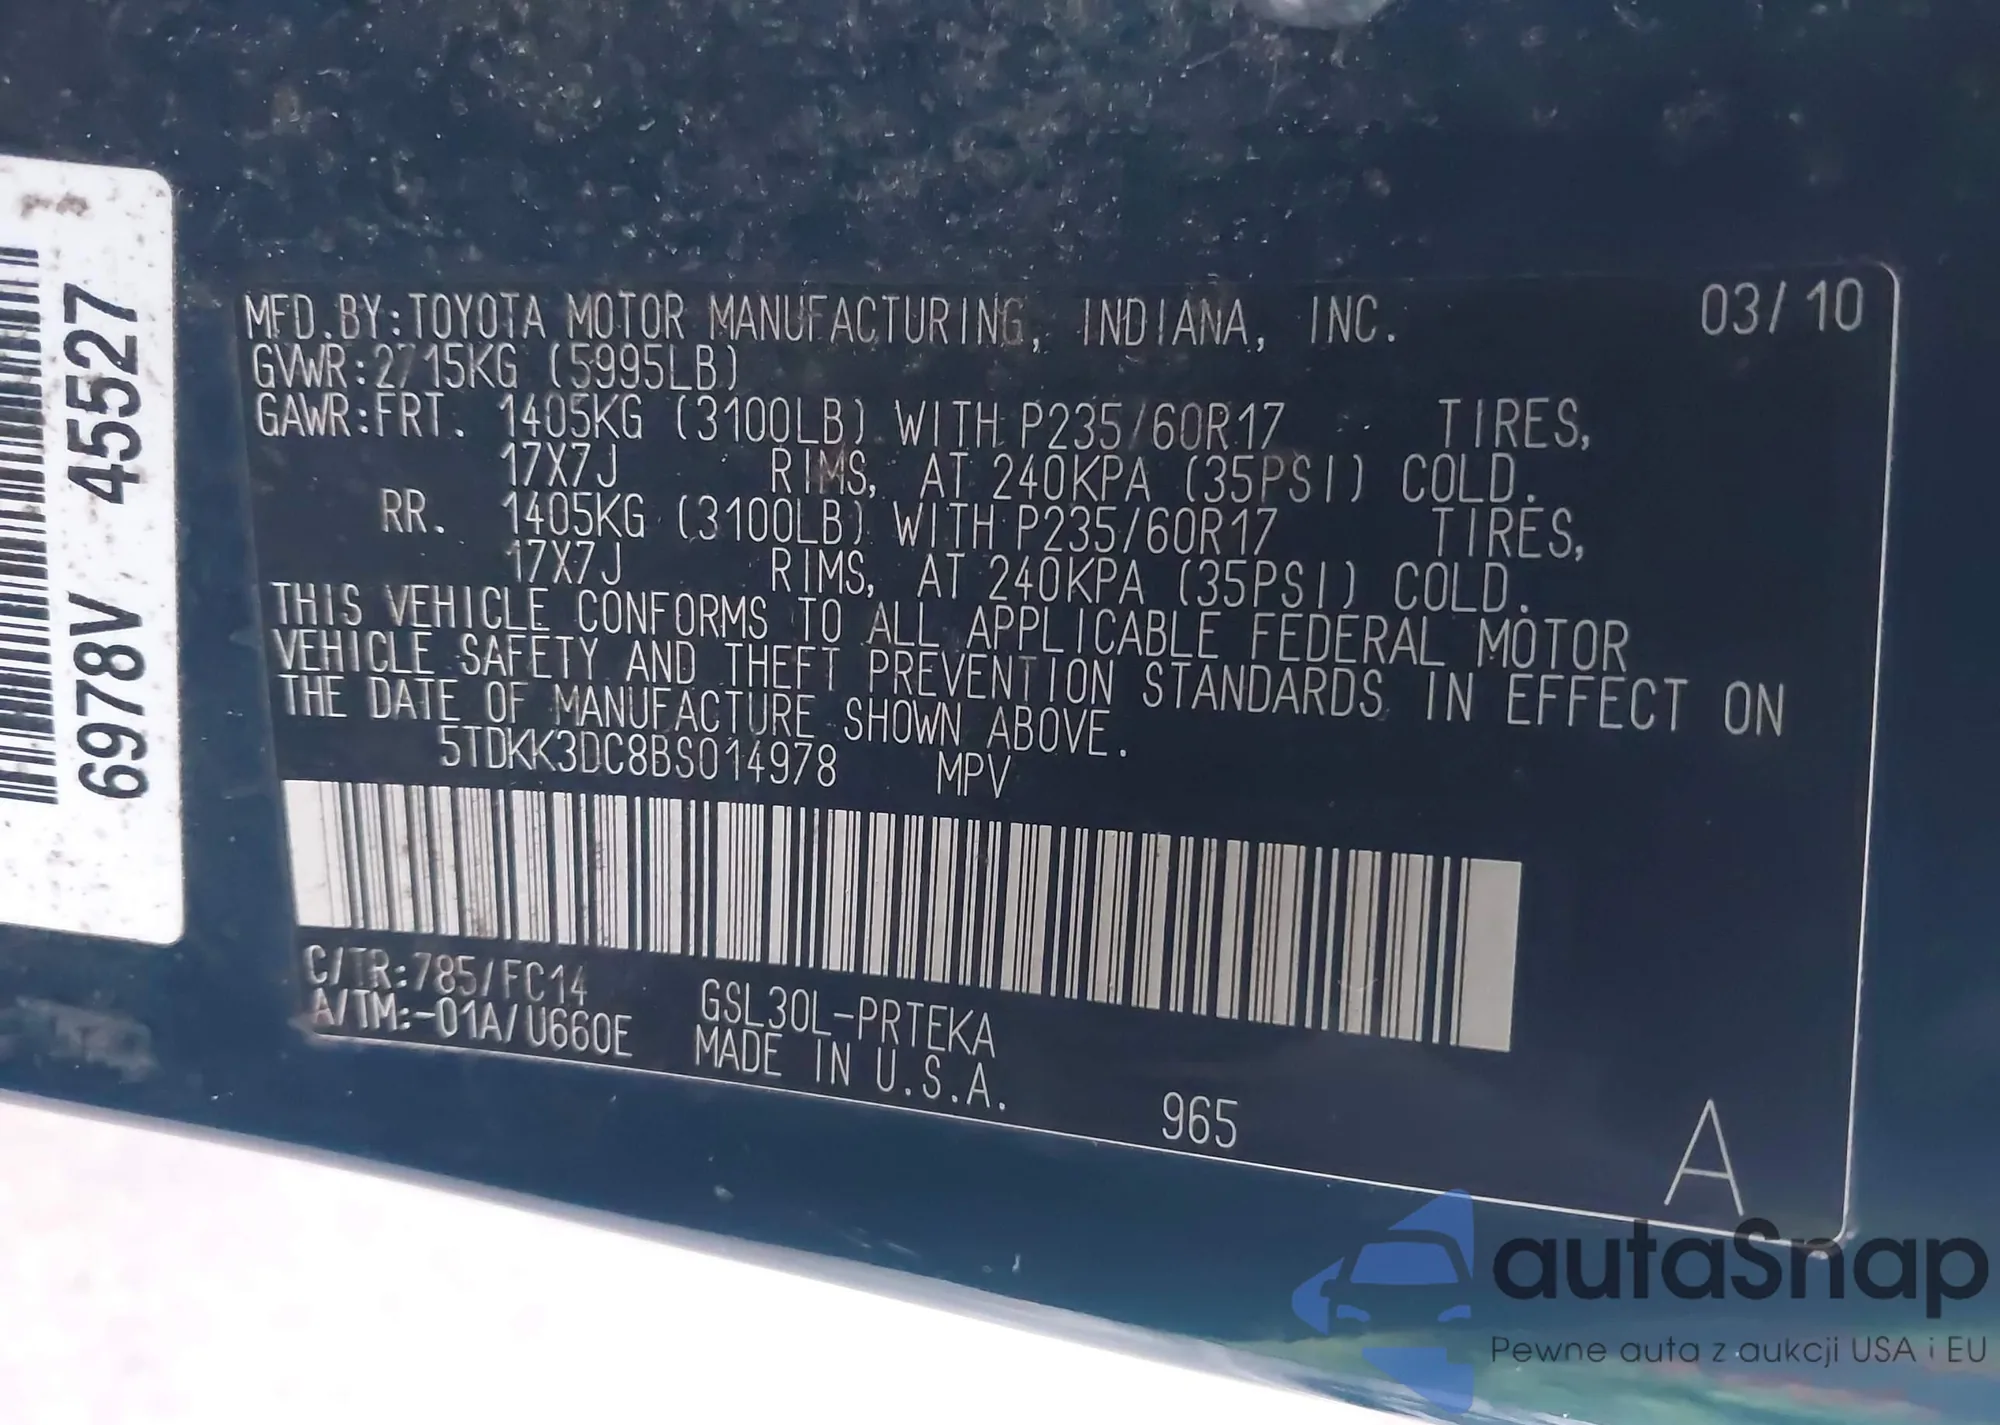 MFD.BY:TOYOTA MOTOR MANUFACTURING, INDIANA, INC. 03/10
GVWR:2715KG (5995LB)
GAWR:FRT. 1405KG (3100LB) WITH P235/60R17 TIRES,
17X7J RIMS, AT 240KPA (35PSI) COLD.
RR. 1405KG (3100LB) WITH P235/60R17 TIRES,
17X7J RIMS, AT 240KPA (35PSI) COLD.
THIS VEHICLE CONFORMS TO ALL APPLICABLE FEDERAL MOTOR
VEHICLE SAFETY AND THEFT PREVENTION STANDARDS IN EFFECT ON
THE DATE OF MANUFACTURE SHOWN ABOVE.
5TDKK3DC8BS014978 MPV
C/TR:785/FC14 GSL30L-PRTEKA
A/TM:-01A/U660E MADE IN U.S.A.
965
A
6978V 45527
autoSnap
Pewne auta z aukcji USA i EU